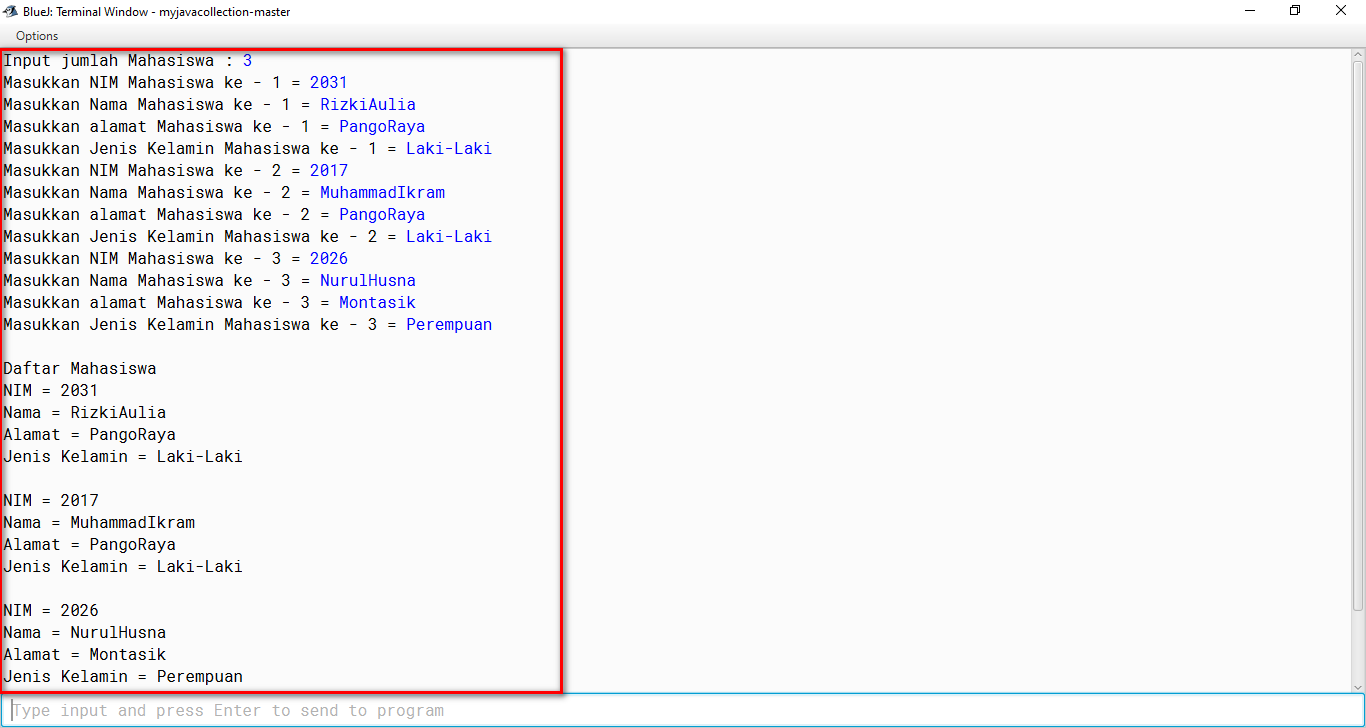 BlueJ: Terminal Window - myjavacollection-master
Options
Input jumlah Mahasiswa : 3
Masukkan NIM Mahasiswa ke - 1 = 2031
Masukkan Nama Mahasiswa ke - 1 = RizkiAulia
Masukkan alamat Mahasiswa ke - 1 = PangoRaya
Masukkan Jenis Kelamin Mahasiswa ke - 1 = Laki-Laki
Masukkan NIM Mahasiswa ke - 2 = 2017
Masukkan Nama Mahasiswa ke - 2 = MuhammadIkram
Masukkan alamat Mahasiswa ke - 2 = PangoRaya
Masukkan Jenis Kelamin Mahasiswa ke - 2 = Laki-Laki
Masukkan NIM Mahasiswa ke - 3 = 2026
Masukkan Nama Mahasiswa ke - 3 = NurulHusna
Masukkan alamat Mahasiswa ke - 3 = Montasik
Masukkan Jenis Kelamin Mahasiswa ke - 3 = Perempuan
Daftar Mahasiswa
NIM = 2031
Nama = RizkiAulia
Alamat = PangoRaya
Jenis Kelamin = Laki-Laki
NIM = 2017
Nama = MuhammadIkram
Alamat = PangoRaya
Jenis Kelamin = Laki-Laki
NIM = 2026
Nama = NurulHusna
Alamat = Montasik
Jenis Kelamin = Perempuan
Type input and press Enter to send to program